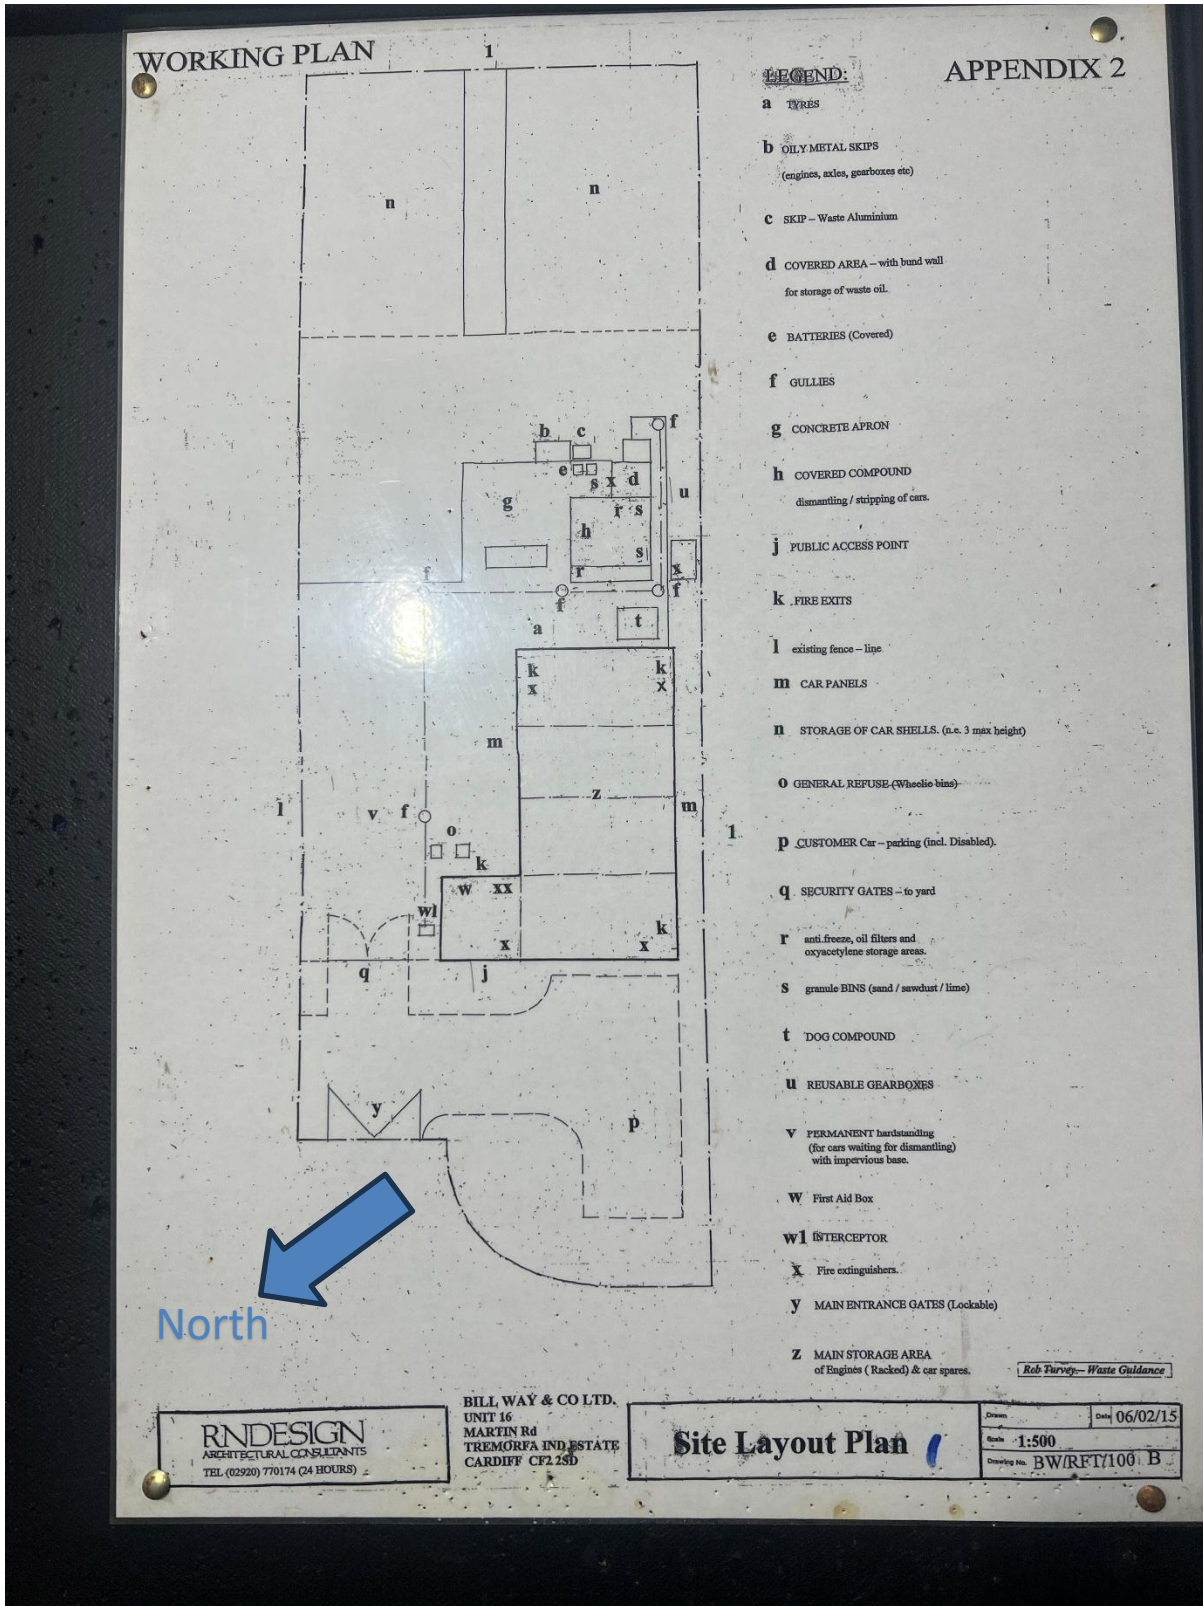 WORKING PLAN
APPENDIX 2
1
LEGEND:
a TYRES
b OILY METAL SKIPS
(engines, axles, gearboxes etc)
c SKIP – Waste Aluminium
d COVERED AREA – with bund wall
for storage of waste oil.
e BATTERIES (Covered)
f GULLIES
g CONCRETE APRON
h COVERED COMPOUND
dismantling / stripping of cars.
j PUBLIC ACCESS POINT
k FIRE EXITS
l existing fence – line
m CAR PANELS
n STORAGE OF CAR SHELLS. (n.e. 3 max height)
o GENERAL REFUSE (Wheelie bins)
p CUSTOMER Car – parking (incl. Disabled).
q SECURITY GATES – to yard
r anti.freeze, oil filters and
oxyacetylene storage areas.
s granule BINS (sand / sawdust / lime)
t DOG COMPOUND
u REUSABLE GEARBOXES
v PERMANENT hardstanding
(for cars waiting for dismantling)
with impervious base.
w First Aid Box
w1 INTERCEPTOR
x Fire extinguishers.
y MAIN ENTRANCE GATES (Lockable)
z MAIN STORAGE AREA
of Engines ( Racked) & car spares.
Rob Turvey – Waste Guidance
n
n
b c
f
e s x d
u
g
r s
h
s
r
x
f
f
f
a
t
k
x
k
x
m
z
m
l
v f
o
1
k
w xx
w1
x
k
x
q
j
y
p
North
RNDESIGN
ARCHITECTURAL CONSULTANTS
TEL (02920) 770174 (24 HOURS)
BILL WAY & CO LTD.
UNIT 16
MARTIN Rd
TREMORFA IND ESTATE
CARDIFF CF2 2SD
Site Layout Plan 1
Drawn
Date 06/02/15
Scale 1:500
Drawing No. BW/RFT/100 B